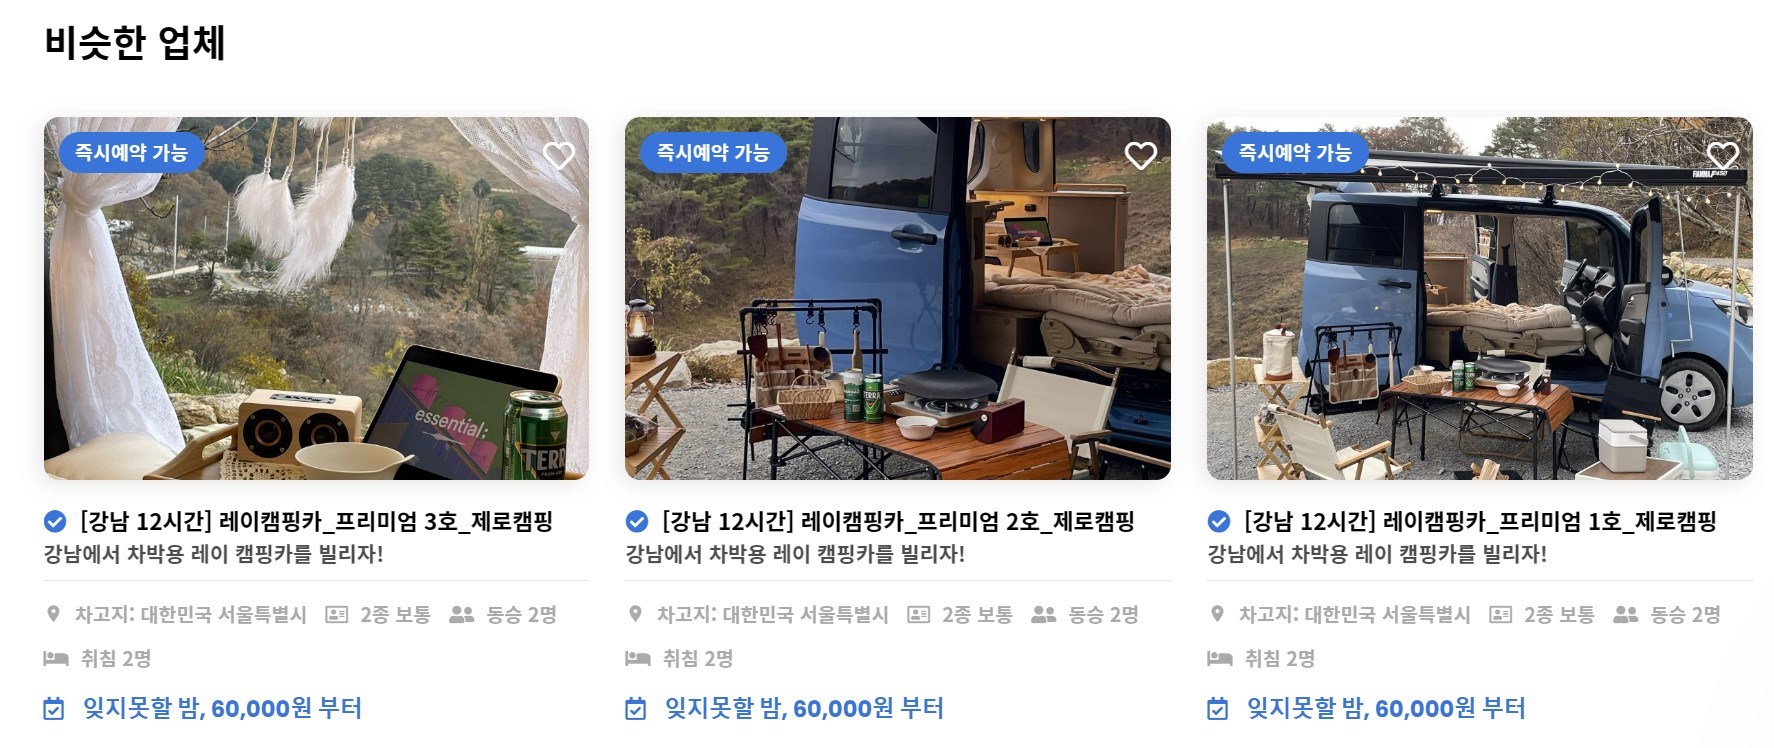 비슷한 업체
즉시예약 가능
essential;
TERRA
[강남 12시간] 레이캠핑카_프리미엄 3호_제로캠핑
강남에서 차박용 레이 캠핑카를 빌리자!
차고지: 대한민국 서울특별시 2종 보통 동승 2명
취침 2명
잊지못할 밤, 60,000원 부터
즉시예약 가능
TERRA
[강남 12시간] 레이캠핑카_프리미엄 2호_제로캠핑
강남에서 차박용 레이 캠핑카를 빌리자!
차고지: 대한민국 서울특별시 2종 보통 동승 2명
취침 2명
잊지못할 밤, 60,000원 부터
즉시예약 가능
[강남 12시간] 레이캠핑카_프리미엄 1호_제로캠핑
강남에서 차박용 레이 캠핑카를 빌리자!
차고지: 대한민국 서울특별시 2종 보통 동승 2명
취침 2명
잊지못할 밤, 60,000원 부터